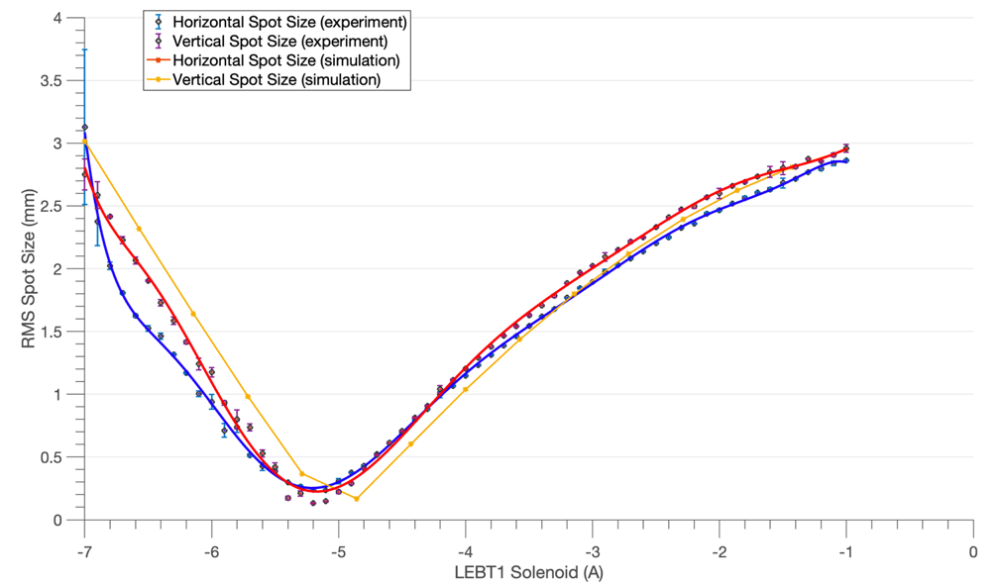 Horizontal Spot Size (experiment)
Vertical Spot Size (experiment)
Horizontal Spot Size (simulation)
Vertical Spot Size (simulation)
RMS Spot Size (mm)
4
3.5
3
2.5
2
1.5
1
0.5
0
-7 -6 -5 -4 -3 -2 -1 0
LEBT1 Solenoid (A)